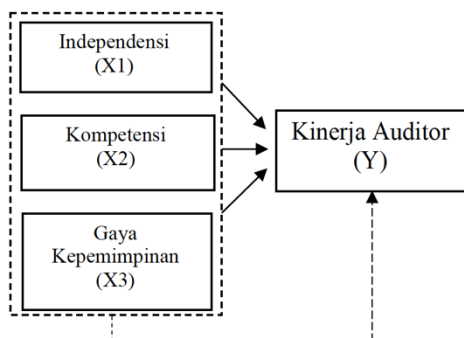 Independensi
(X1)
Kompetensi
(X2)
Gaya
Kepemimpinan
(X3)
Kinerja Auditor
(Y)